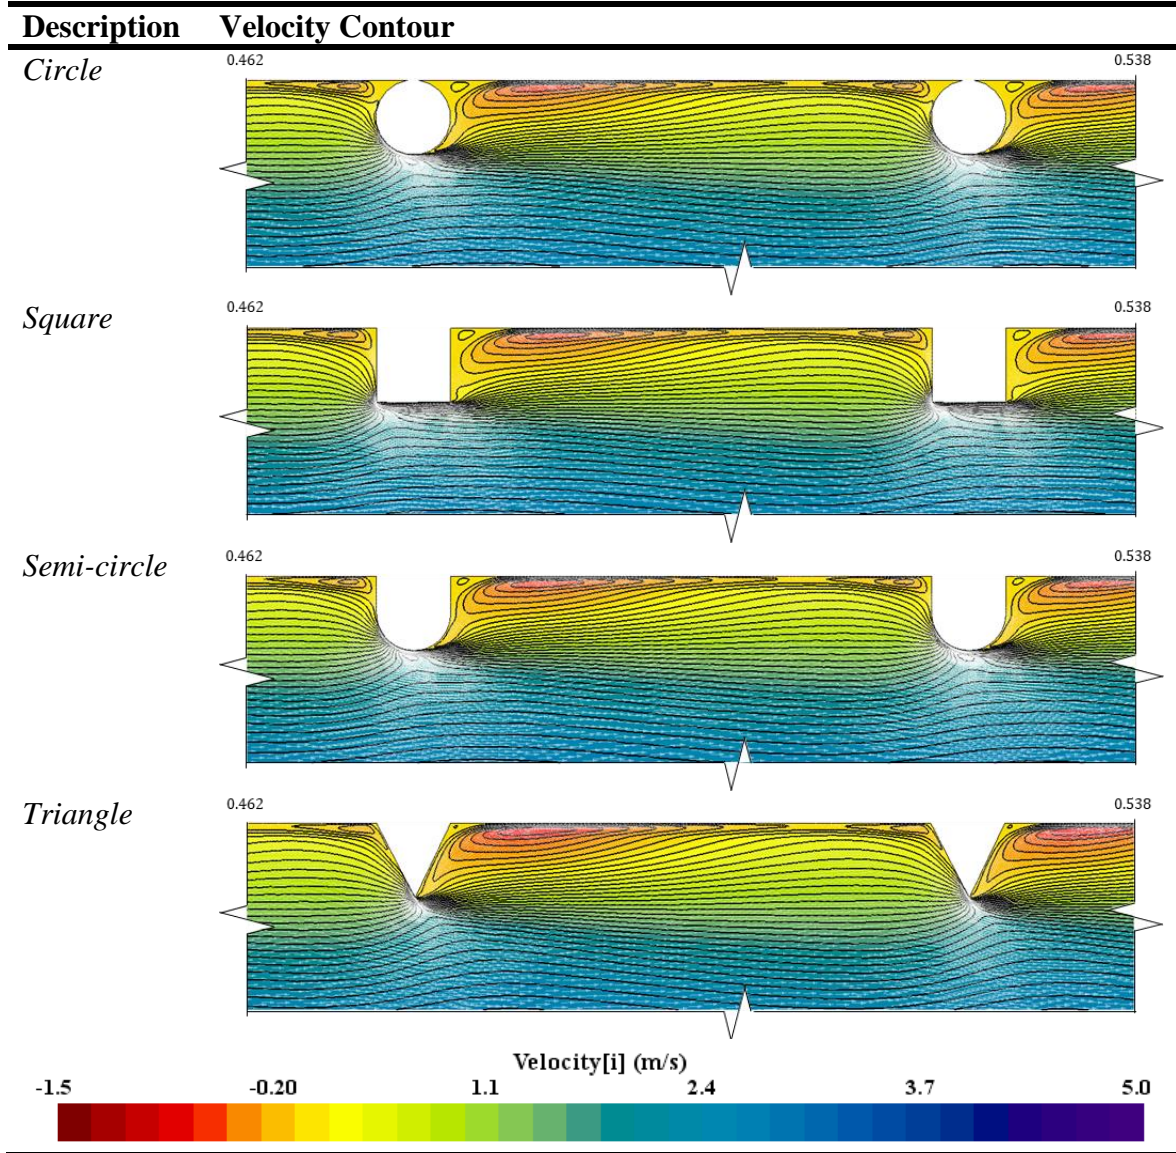 Description Velocity Contour
Circle
0.462 0.538
Square
0.462 0.538
Semi-circle
0.462 0.538
Triangle
0.462 0.538
Velocity[i] (m/s)
-1.5 -0.20 1.1 2.4 3.7 5.0